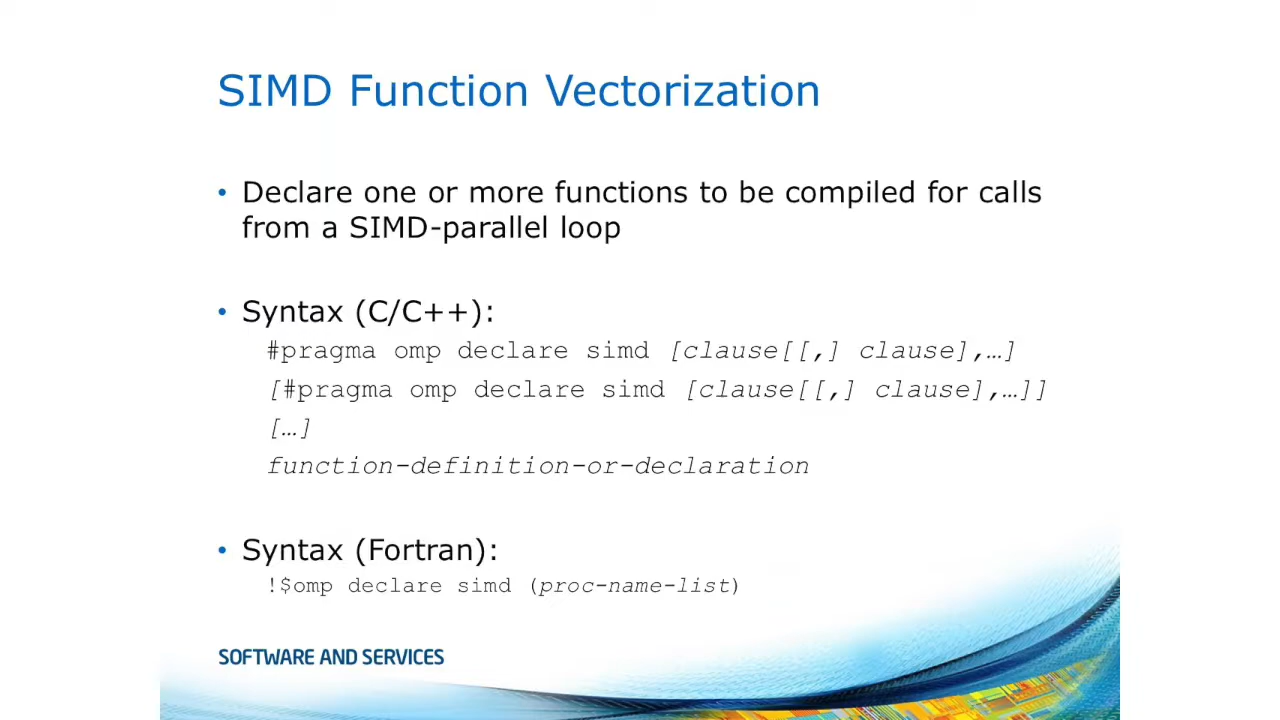 SIMD Function Vectorization
• Declare one or more functions to be compiled for calls
from a SIMD-parallel loop
• Syntax (C/C++):
#pragma omp declare simd [clause[[,] clause],…]
[#pragma omp declare simd [clause[[,] clause],…]]
[…]
function-definition-or-declaration
• Syntax (Fortran):
!$omp declare simd (proc-name-list)
SOFTWARE AND SERVICES